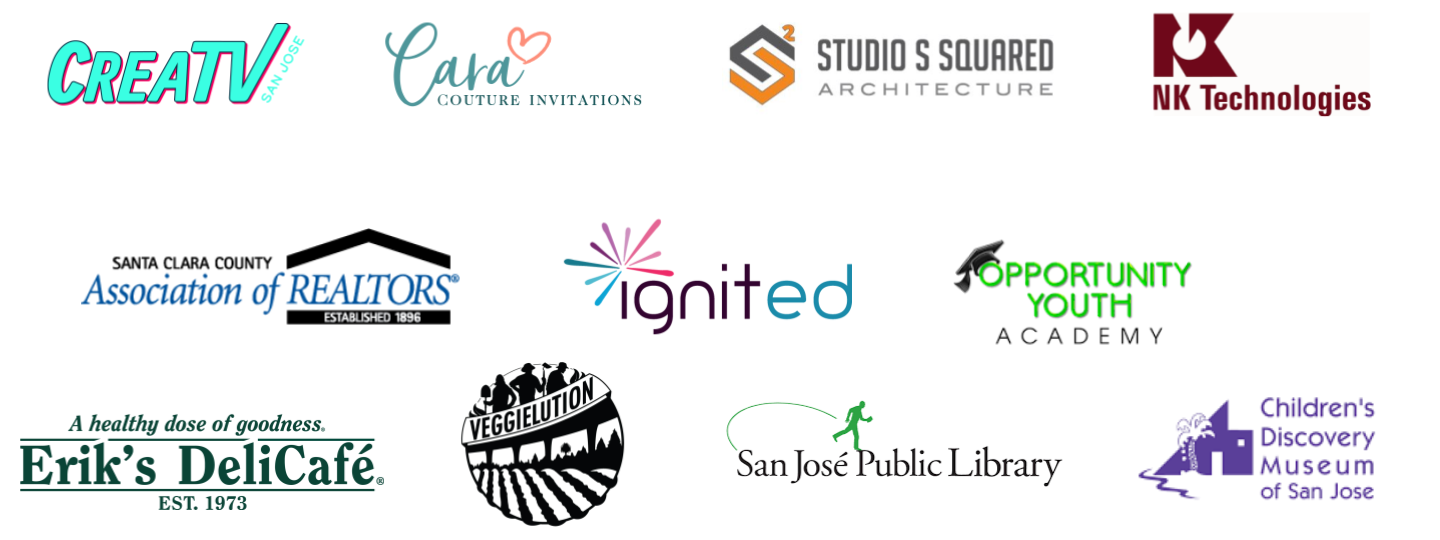 CREATV
SAN JOSE
Cara
COUTURE INVITATIONS
S2
STUDIO S SQUARED
ARCHITECTURE
NK
NK Technologies
SANTA CLARA COUNTY
Association of REALTORS®
ESTABLISHED 1896
ignited
OPPORTUNITY
YOUTH
ACADEMY
A healthy dose of goodness®
Erik's DeliCafé®
EST. 1973
VEGGIELUTION
San José Public Library
Children's
Discovery
Museum
of San Jose